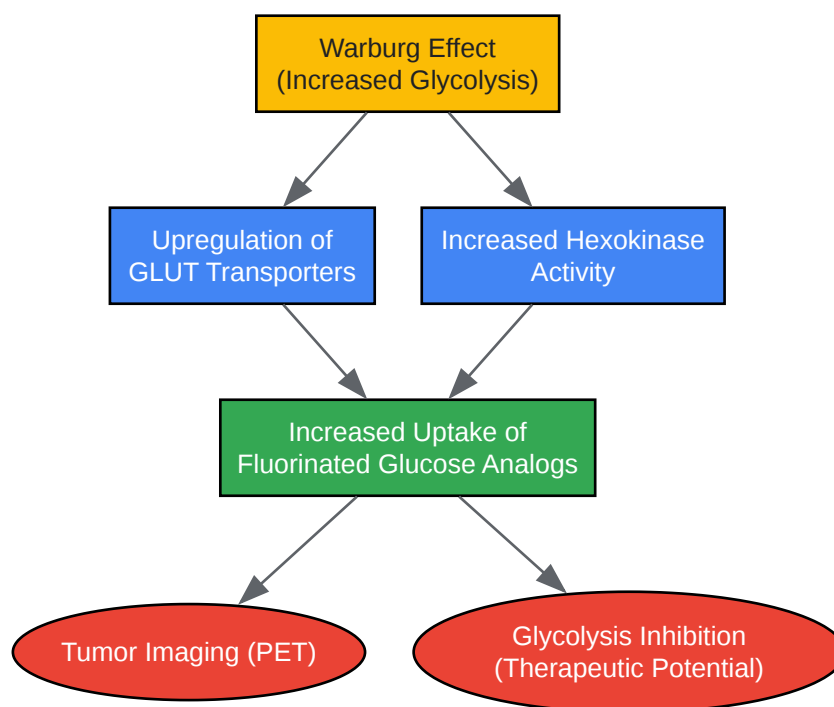 Warburg Effect
(Increased Glycolysis)
Upregulation of
GLUT Transporters
Increased Hexokinase
Activity
Increased Uptake of
Fluorinated Glucose Analogs
Tumor Imaging (PET)
Glycolysis Inhibition
(Therapeutic Potential)